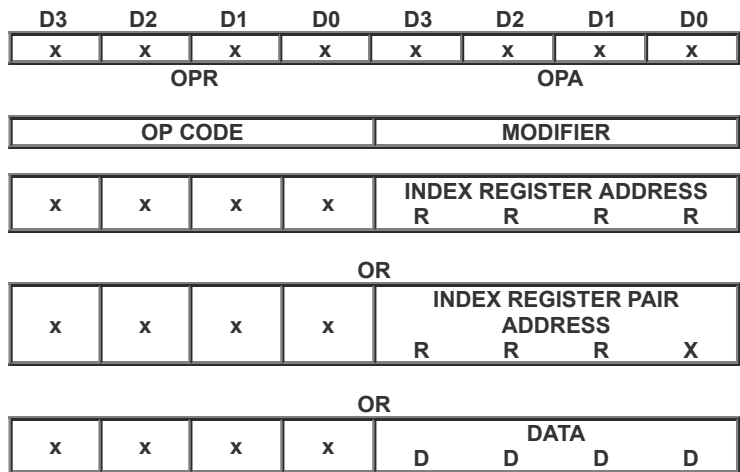 D3 D2 D1 D0 D3 D2 D1 D0
x x x x x x x x
OPR OPA
OP CODE MODIFIER
INDEX REGISTER ADDRESS
x x x x R R R R
OR
INDEX REGISTER PAIR
x x x x ADDRESS
R R R X
OR
DATA
x x x x D D D D